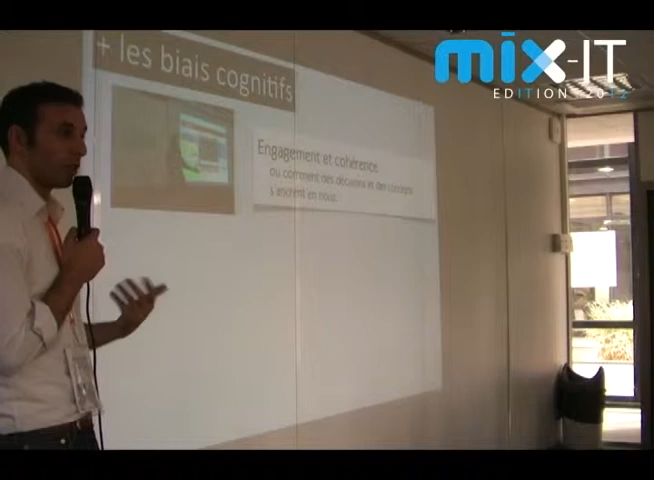 mix-IT
EDITION 2012
+ les biais cognitifs
Engagement et cohérence
ou comment des décisions et des concepts
s'ancrent en nous.